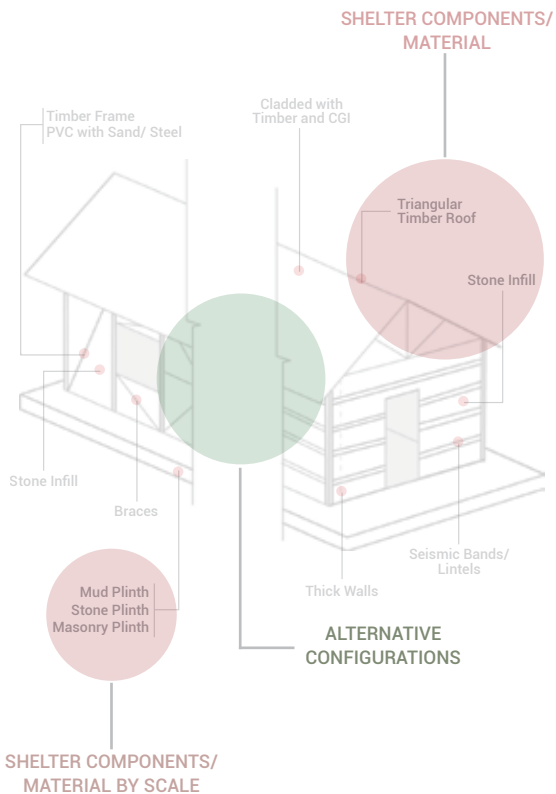 SHELTER COMPONENTS/
MATERIAL
Timber Frame
PVC with Sand/ Steel
Cladded with
Timber and CGI
Triangular
Timber Roof
Stone Infill
Stone Infill
Braces
Seismic Bands/
Lintels
Thick Walls
Mud Plinth
Stone Plinth
Masonry Plinth
ALTERNATIVE
CONFIGURATIONS
SHELTER COMPONENTS/
MATERIAL BY SCALE